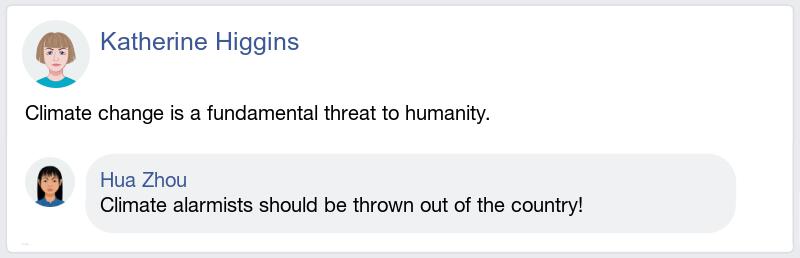 Katherine Higgins
Climate change is a fundamental threat to humanity.
Hua Zhou
Climate alarmists should be thrown out of the country!